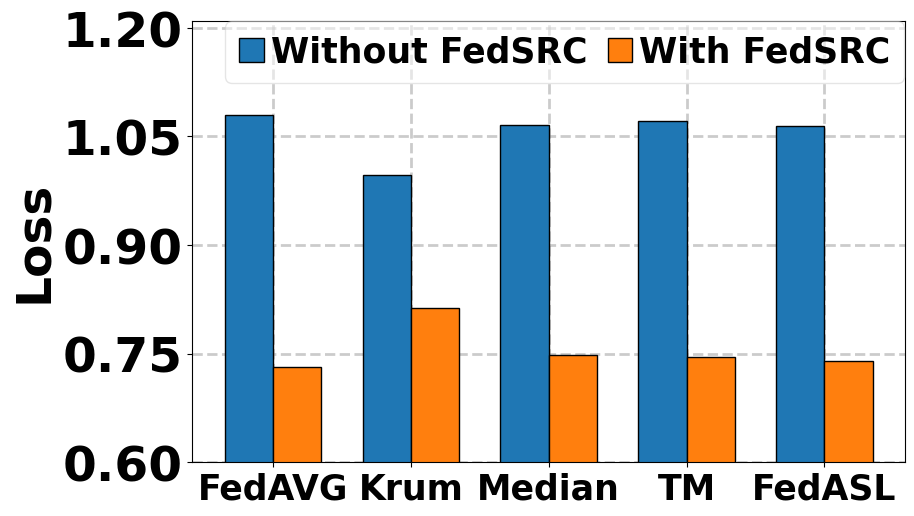 1.20
Without FedSRC With FedSRC
1.05
0.90
0.75
0.60
Loss
FedAVG Krum Median TM FedASL